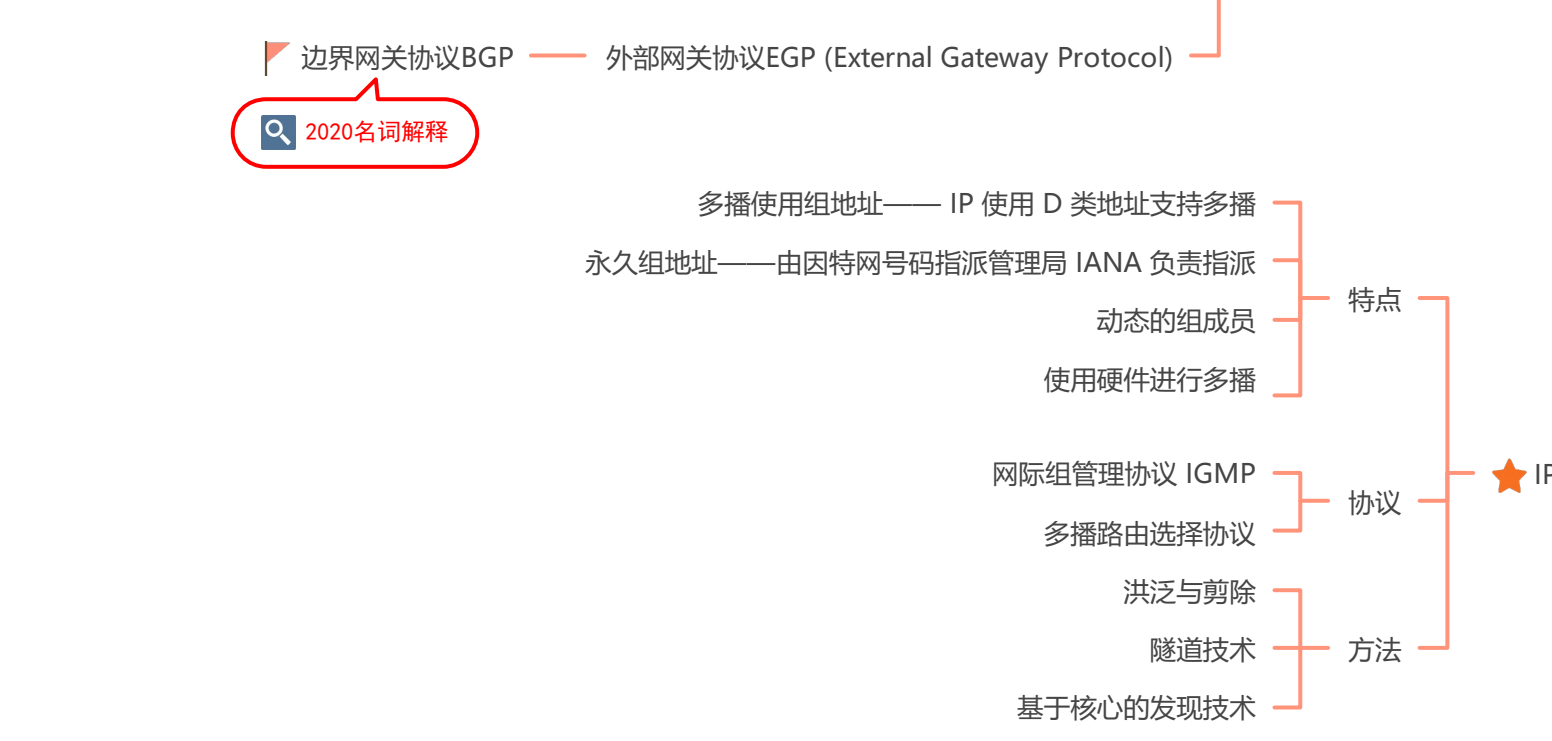 边界网关协议BGP
外部网关协议EGP (External Gateway Protocol)
2020名词解释
多播使用组地址—— IP 使用 D 类地址支持多播
永久组地址——由因特网号码指派管理局 IANA 负责指派
动态的组成员
使用硬件进行多播
特点
网际组管理协议 IGMP
多播路由选择协议
协议
洪泛与剪除
隧道技术
基于核心的发现技术
方法